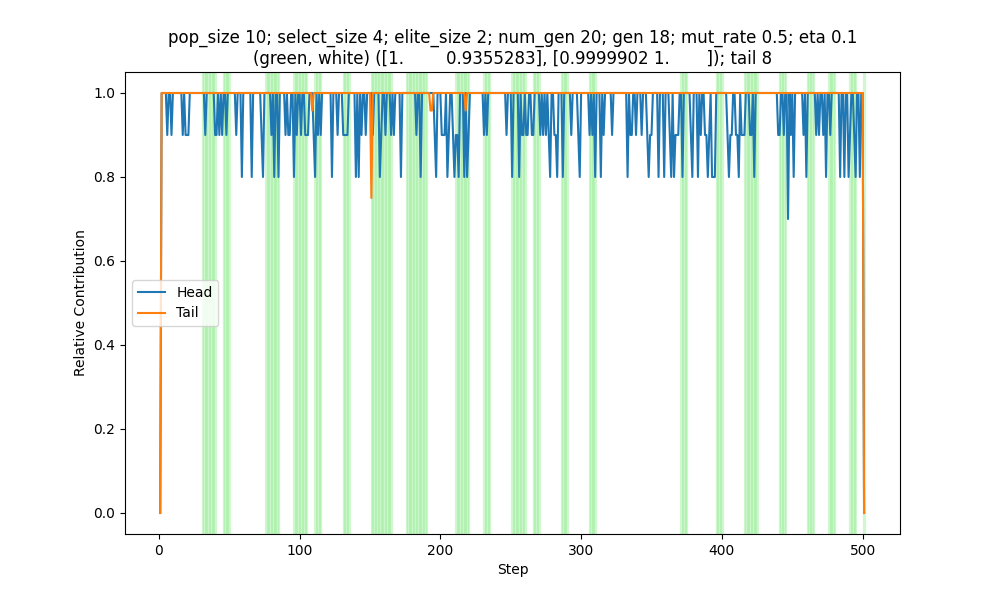 pop_size 10; select_size 4; elite_size 2; num_gen 20; gen 18; mut_rate 0.5; eta 0.1
(green, white) ([1.        0.9355283], [0.9999902 1.       ]); tail 8
1.0
0.8
0.6
0.4
0.2
0.0
Relative Contribution
Head
Tail
0
100
200
300
400
500
Step